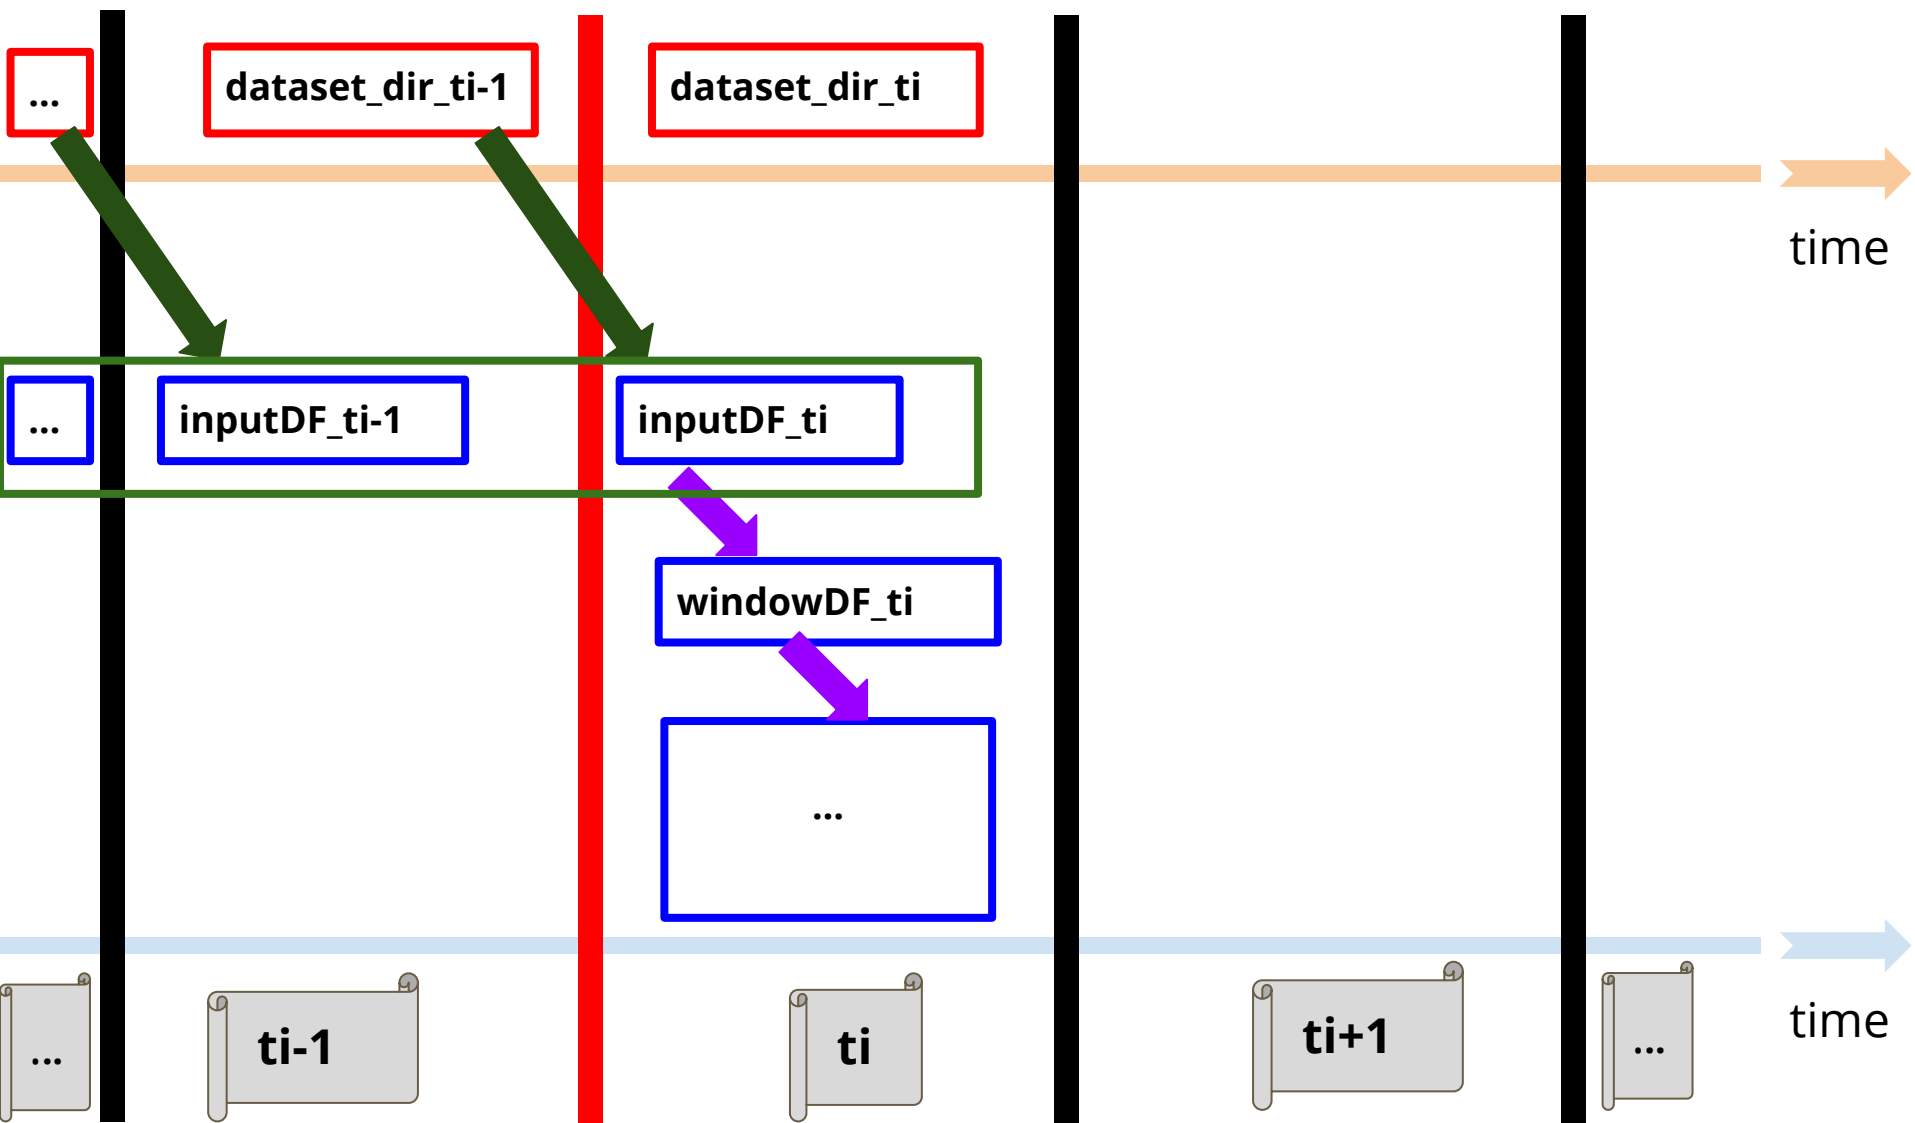 ...
dataset_dir_ti-1
dataset_dir_ti
time
...
inputDF_ti-1
inputDF_ti
windowDF_ti
...
...
ti-1
ti
ti+1
...
time